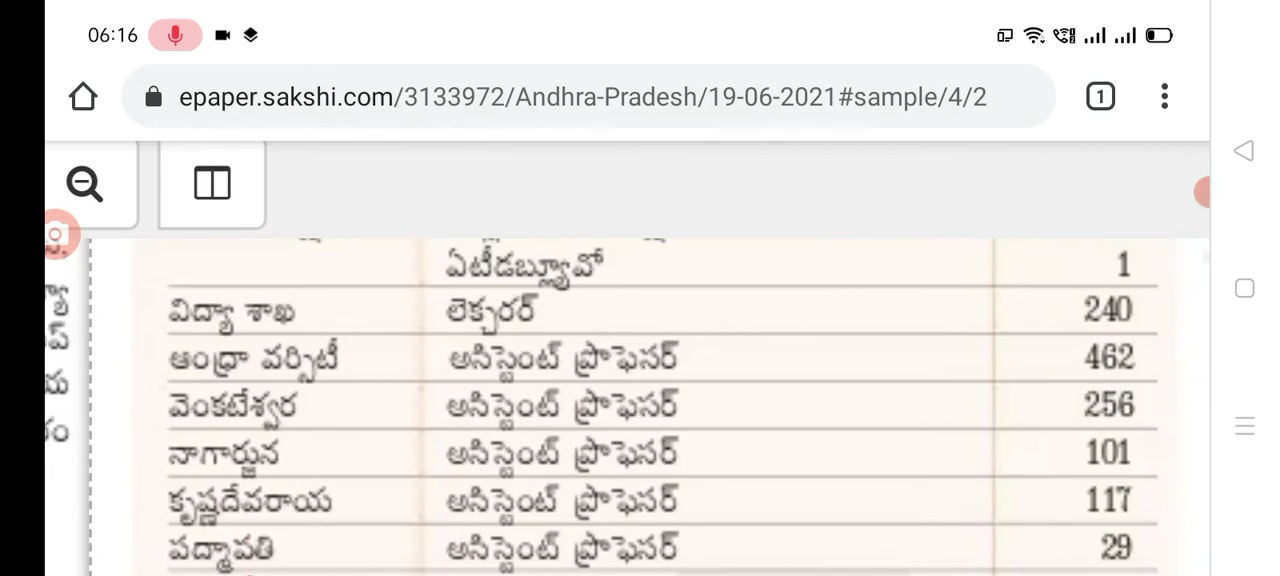 06:16
epaper.sakshi.com/3133972/Andhra-Pradesh/19-06-2021#sample/4/2
1
ఏటీడబ్ల్యూవో 1
విద్యా శాఖ లెక్చరర్ 240
ఆంధ్రా వర్సిటీ అసిస్టెంట్ ప్రొఫెసర్ 462
వెంకటేశ్వర అసిస్టెంట్ ప్రొఫెసర్ 256
నాగార్జున అసిస్టెంట్ ప్రొఫెసర్ 101
కృష్ణదేవరాయ అసిస్టెంట్ ప్రొఫెసర్ 117
పద్మావతి అసిస్టెంట్ ప్రొఫెసర్ 29